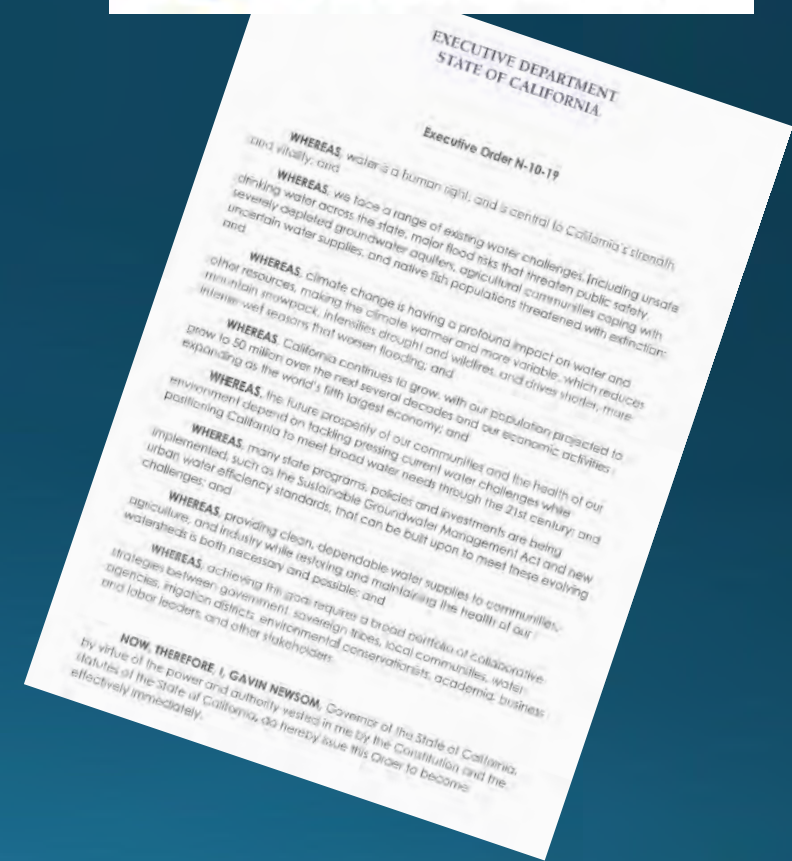 EXECUTIVE DEPARTMENT
STATE OF CALIFORNIA
Executive Order N-10-19
WHEREAS, water is a human right, and is central to California's strength
and vitality; and
WHEREAS, we face a range of existing water challenges, including unsafe
drinking water across the state, major flood risks that threaten public safety,
severely depleted groundwater aquifers, agricultural communities coping with
uncertain water supplies, and native fish populations threatened with extinction;
and
WHEREAS, climate change is having a profound impact on water and
other resources, making the climate warmer and more variable, which reduces
mountain snowpack, intensifies drought and wildfires, and drives shorter, more
intense wet seasons that worsen flooding; and
WHEREAS, California continues to grow, with our population projected to
grow to 50 million over the next several decades and our economic activities
expanding as the world's fifth largest economy; and
WHEREAS, the future prosperity of our communities and the health of our
environment depend on tackling pressing current water challenges while
positioning California to meet broad water needs through the 21st century; and
WHEREAS, many state programs, policies and investments are being
implemented, such as the Sustainable Groundwater Management Act and new
urban water efficiency standards, that can be built upon to meet these evolving
challenges; and
WHEREAS, providing clean, dependable water supplies to communities,
agriculture, and industry while restoring and maintaining the health of our
watersheds is both necessary and possible; and
WHEREAS, achieving this goal requires a broad portfolio of collaborative
strategies between government, sovereign tribes, local communities, water
agencies, irrigation districts, environmental conservationists, academia, business
and labor leaders, and other stakeholders.
NOW, THEREFORE, I, GAVIN NEWSOM, Governor of the State of California,
by virtue of the power and authority vested in me by the Constitution and the
statutes of the State of California, do hereby issue this Order to become
effectively immediately.